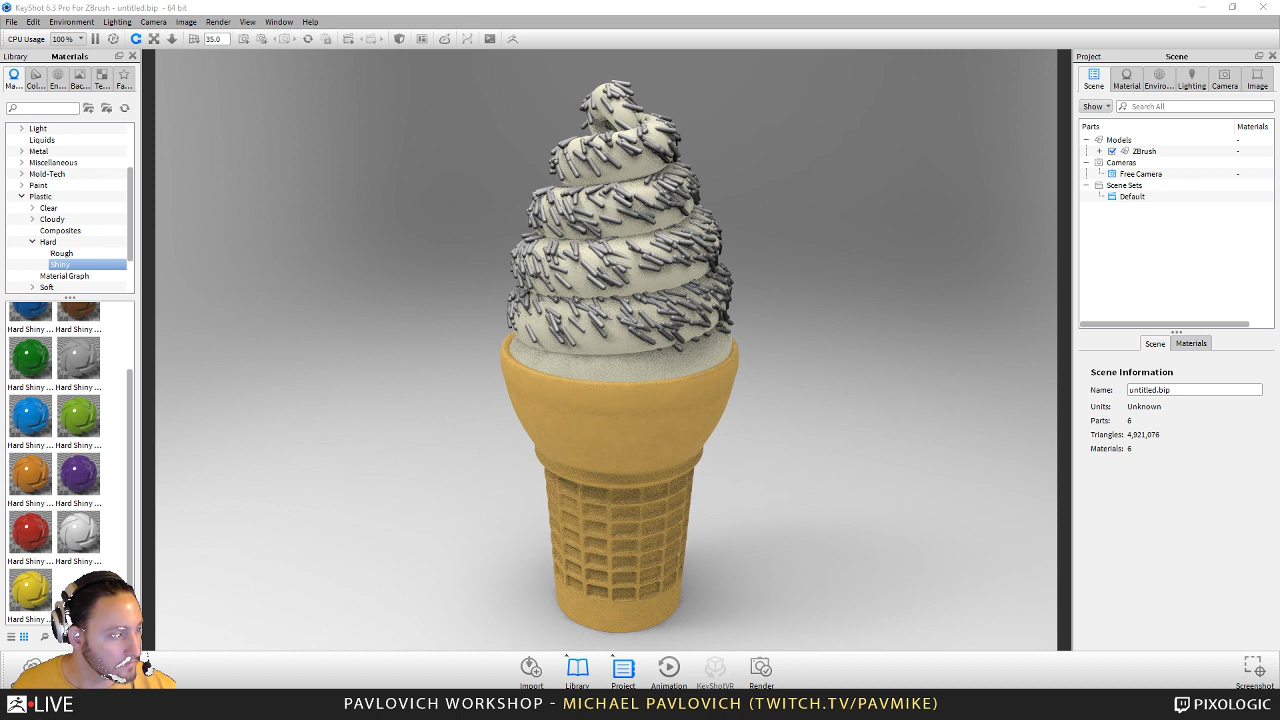 KeyShot 6.3 Pro For ZBrush - untitled.bip - 64 bit
File Edit Environment Lighting Camera Image Render View Window Help
CPU Usage 100 % 35.0
Library Materials
Ma... Col... En... Bac... Te... Fa...
Light
Liquids
Metal
Miscellaneous
Mold-Tech
Paint
Plastic
Clear
Cloudy
Composites
Hard
Rough
Shiny
Material Graph
Soft
Hard Shiny ... Hard Shiny ...
Hard Shiny ... Hard Shiny ...
Hard Shiny ... Hard Shiny ...
Hard Shiny ... Hard Shiny ...
Hard Shiny ... Hard Shiny ...
Hard Shiny
Project Scene
Scene Material Enviro... Lighting Camera Image
Show Search All
Parts Materials
Models -
ZBrush -
Cameras
Free Camera -
Scene Sets
Default
Scene Materials
Scene Information
Name: untitled.bip
Units: Unknown
Parts: 6
Triangles: 4,921,076
Materials: 6
Import Library Project Animation KeyShotVR Render Screenshot
LIVE PAVLOVICH WORKSHOP - MICHAEL PAVLOVICH (TWITCH.TV/PAVMIKE) PIXOLOGIC